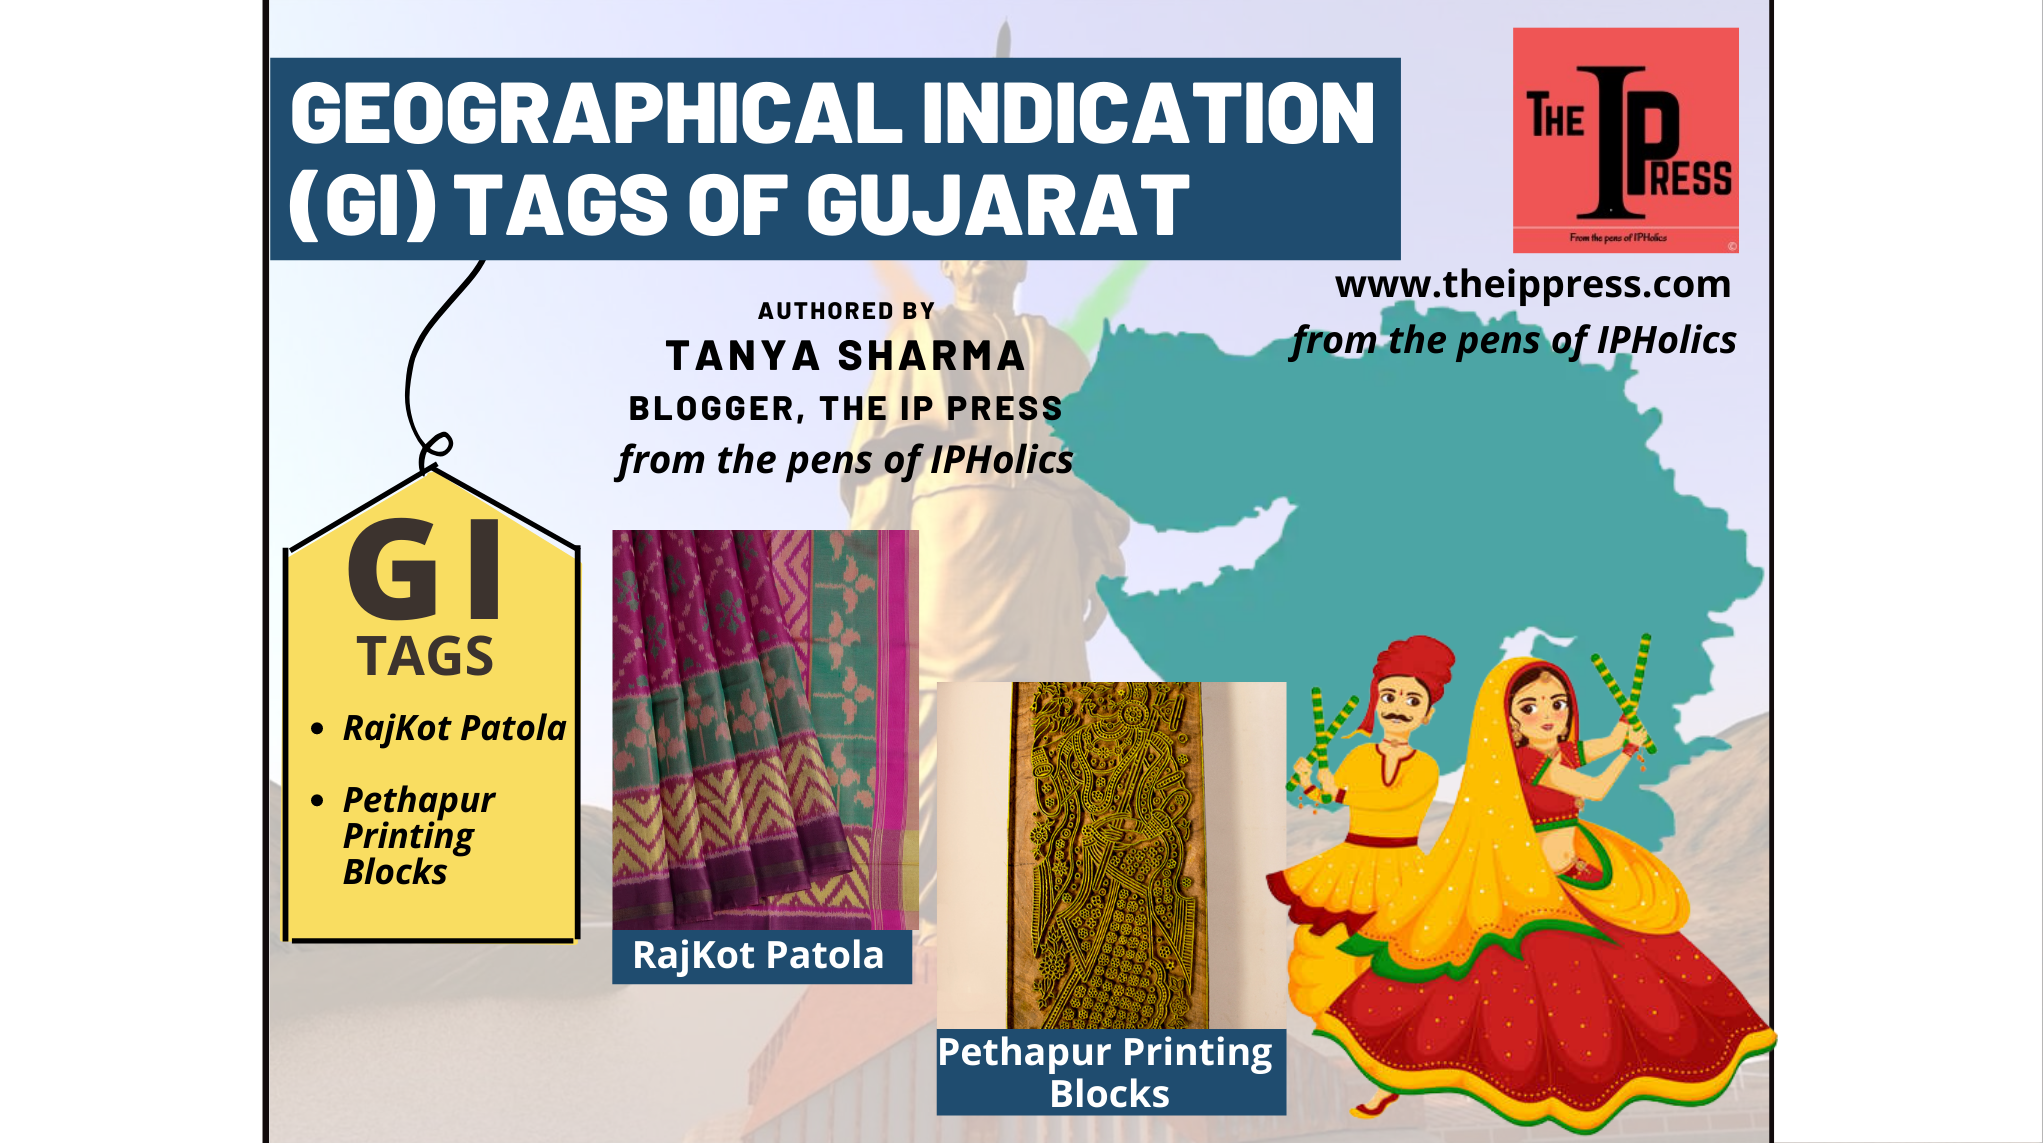 GEOGRAPHICAL INDICATION
(GI) TAGS OF GUJARAT
THE IP PRESS
From the pens of IPHolics
©
www.theippress.com
from the pens of IPHolics
AUTHORED BY
TANYA SHARMA
BLOGGER, THE IP PRESS
from the pens of IPHolics
GI
TAGS
• RajKot Patola
• Pethapur
Printing
Blocks
RajKot Patola
Pethapur Printing
Blocks